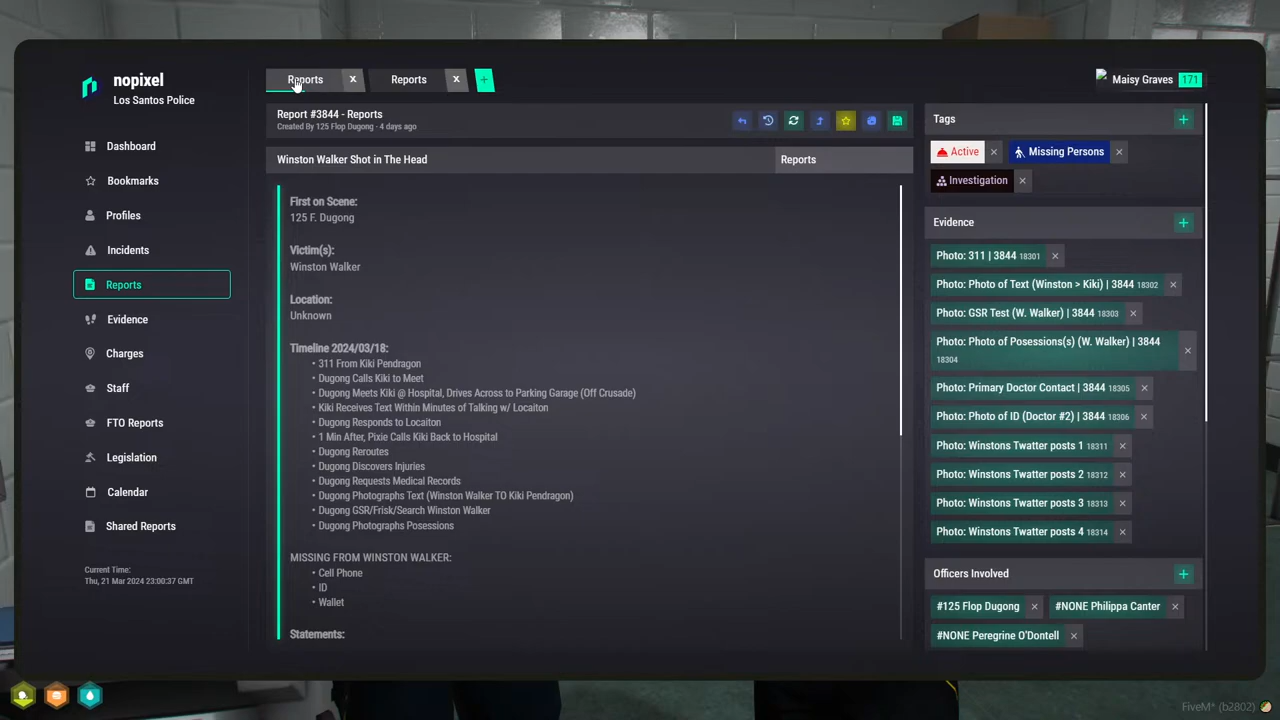 nopixel
Los Santos Police
Reports x Reports x +
Maisy Graves 171
Dashboard
Bookmarks
Profiles
Incidents
Reports
Evidence
Charges
Staff
FTO Reports
Legislation
Calendar
Shared Reports
Current Time:
Thu, 21 Mar 2024 23:00:37 GMT
Report #3844 - Reports
Created By 125 Flop Dugong · 4 days ago
Winston Walker Shot in The Head
Reports
First on Scene:
125 F. Dugong
Victim(s):
Winston Walker
Location:
Unknown
Timeline 2024/03/18:
• 311 From Kiki Pendragon
• Dugong Calls Kiki to Meet
• Dugong Meets Kiki @ Hospital, Drives Across to Parking Garage (Off Crusade)
• Kiki Receives Text Within Minutes of Talking w/ Locaiton
• Dugong Responds to Locaiton
• 1 Min After, Pixie Calls Kiki Back to Hospital
• Dugong Reroutes
• Dugong Discovers Injuries
• Dugong Requests Medical Records
• Dugong Photographs Text (Winston Walker TO Kiki Pendragon)
• Dugong GSR/Frisk/Search Winston Walker
• Dugong Photographs Posessions
MISSING FROM WINSTON WALKER:
• Cell Phone
• ID
• Wallet
Statements:
Tags +
Active × Missing Persons ×
Investigation ×
Evidence +
Photo: 311 | 3844 18301 ×
Photo: Photo of Text (Winston > Kiki) | 3844 18302 ×
Photo: GSR Test (W. Walker) | 3844 18303 ×
Photo: Photo of Posessions(s) (W. Walker) | 3844
18304 ×
Photo: Primary Doctor Contact | 3844 18305 ×
Photo: Photo of ID (Doctor #2) | 3844 18306 ×
Photo: Winstons Twatter posts 1 18311 ×
Photo: Winstons Twatter posts 2 18312 ×
Photo: Winstons Twatter posts 3 18313 ×
Photo: Winstons Twatter posts 4 18314 ×
Officers Involved +
#125 Flop Dugong × #NONE Philippa Canter ×
#NONE Peregrine O'Dontell ×
FiveM* (b2802)